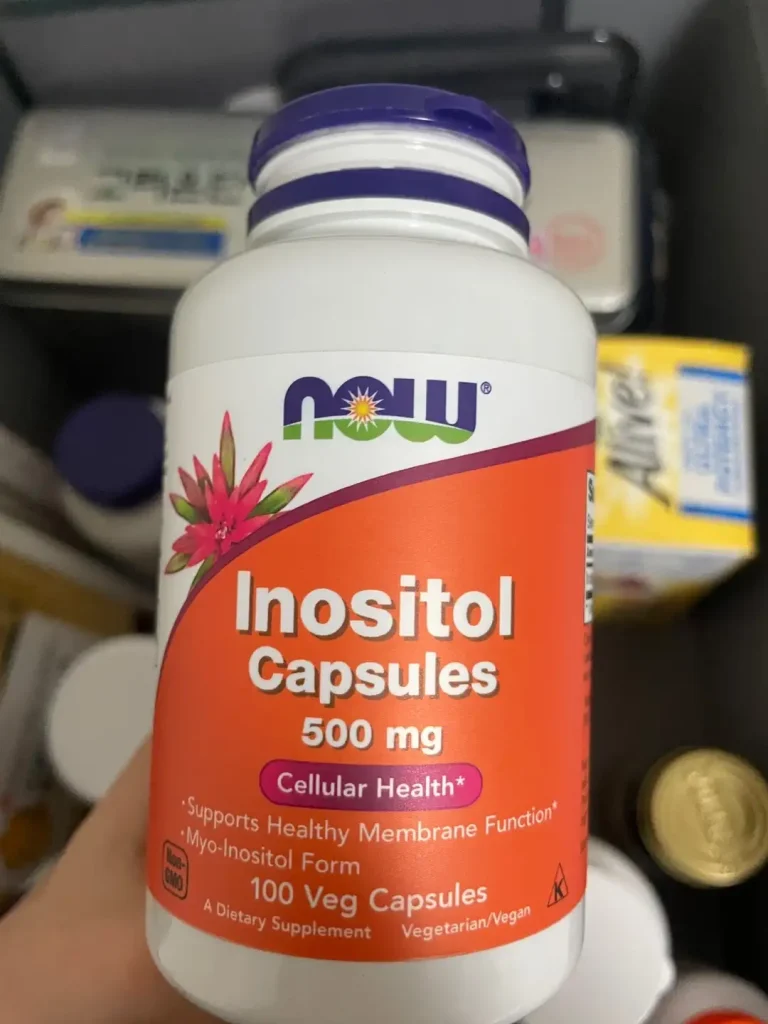 now®
Inositol
Capsules
500 mg
Cellular Health*
·Supports Healthy Membrane Function*
·Myo-Inositol Form
Non-
GMO
100 Veg Capsules
K
A Dietary Supplement
Vegetarian/Vegan
Alive!